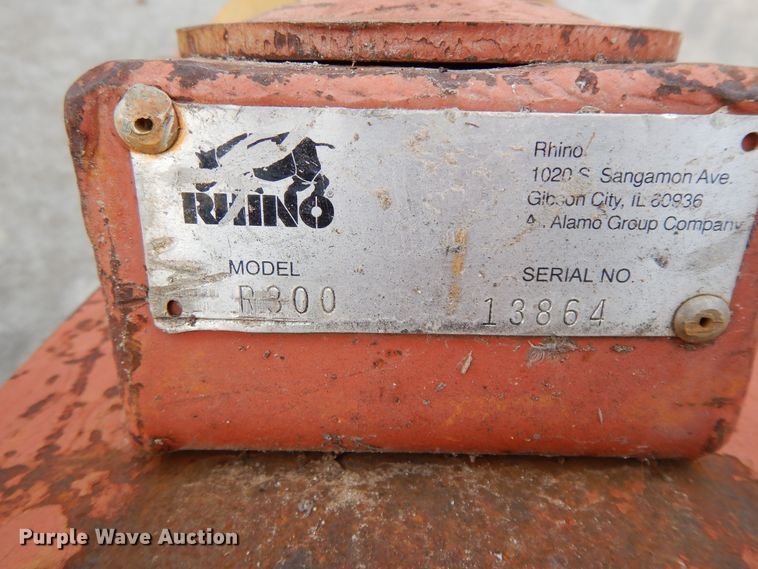 RHINO
Rhino
1020 S. Sangamon Ave.
Gibson City, IL 60936
An Alamo Group Company
MODEL
R300
SERIAL NO.
13864
Purple Wave Auction®